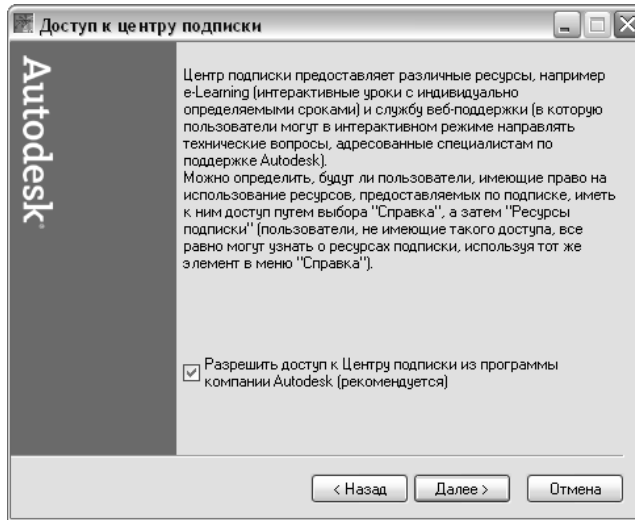 Доступ к центру подписки
Autodesk
Центр подписки предоставляет различные ресурсы, например
e-Learning (интерактивные уроки с индивидуально
определяемыми сроками) и службу веб-поддержки (в которую
пользователи могут в интерактивном режиме направлять
технические вопросы, адресованные специалистам по
поддержке Autodesk).
Можно определить, будут ли пользователи, имеющие право на
использование ресурсов, предоставляемых по подписке, иметь
к ним доступ путем выбора "Справка", а затем "Ресурсы
подписки" (пользователи, не имеющие такого доступа, все
равно могут узнать о ресурсах подписки, используя тот же
элемент в меню "Справка").
Разрешить доступ к Центру подписки из программы
компании Autodesk (рекомендуется)
< Назад Далее > Отмена